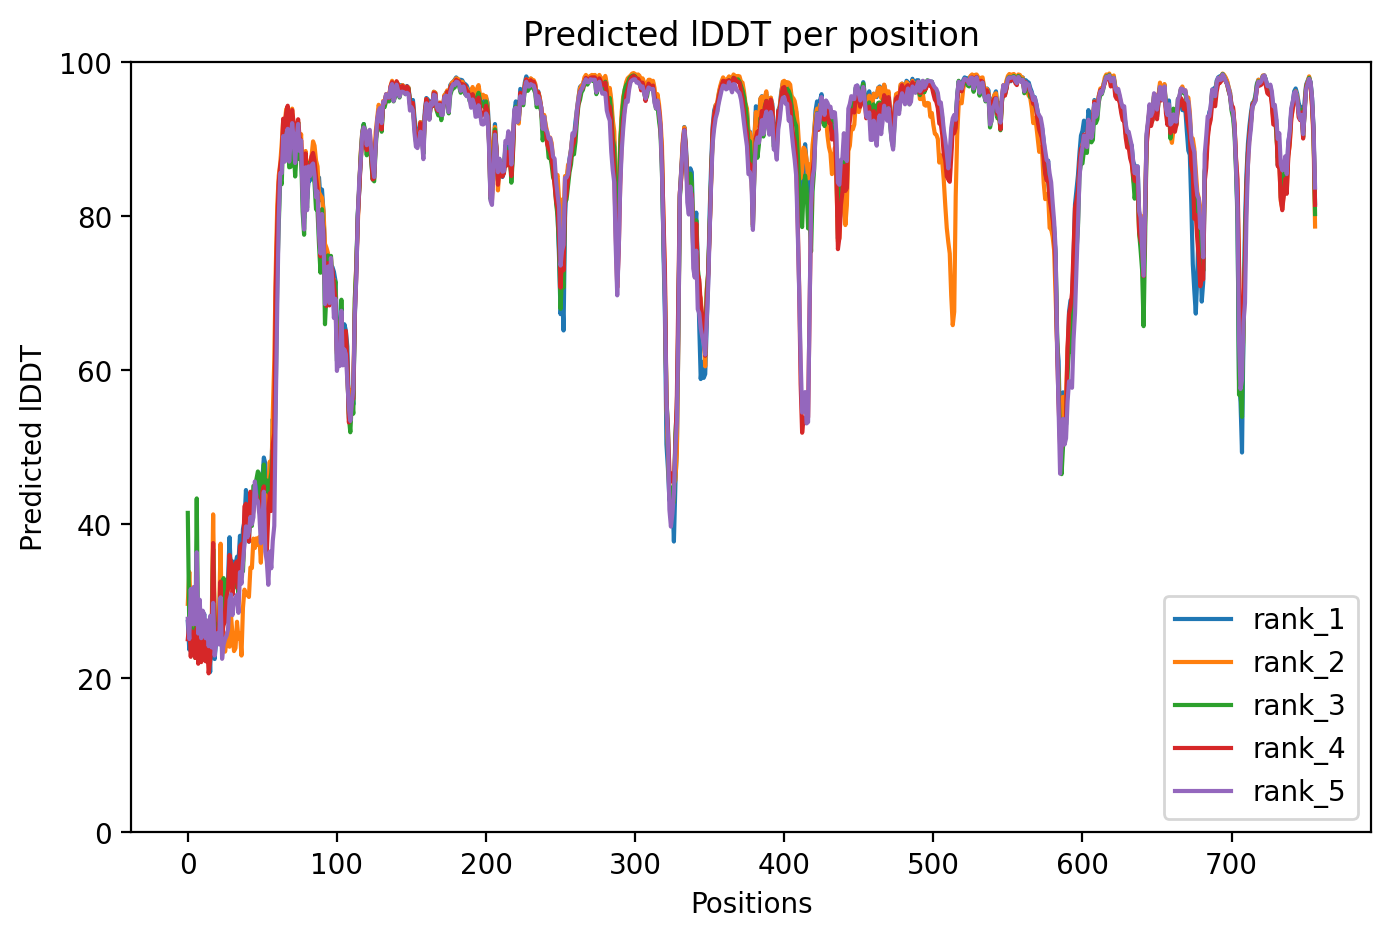 Predicted lDDT per position
100
80
60
40
20
0
Predicted lDDT
0 100 200 300 400 500 600 700
Positions
rank_1
rank_2
rank_3
rank_4
rank_5